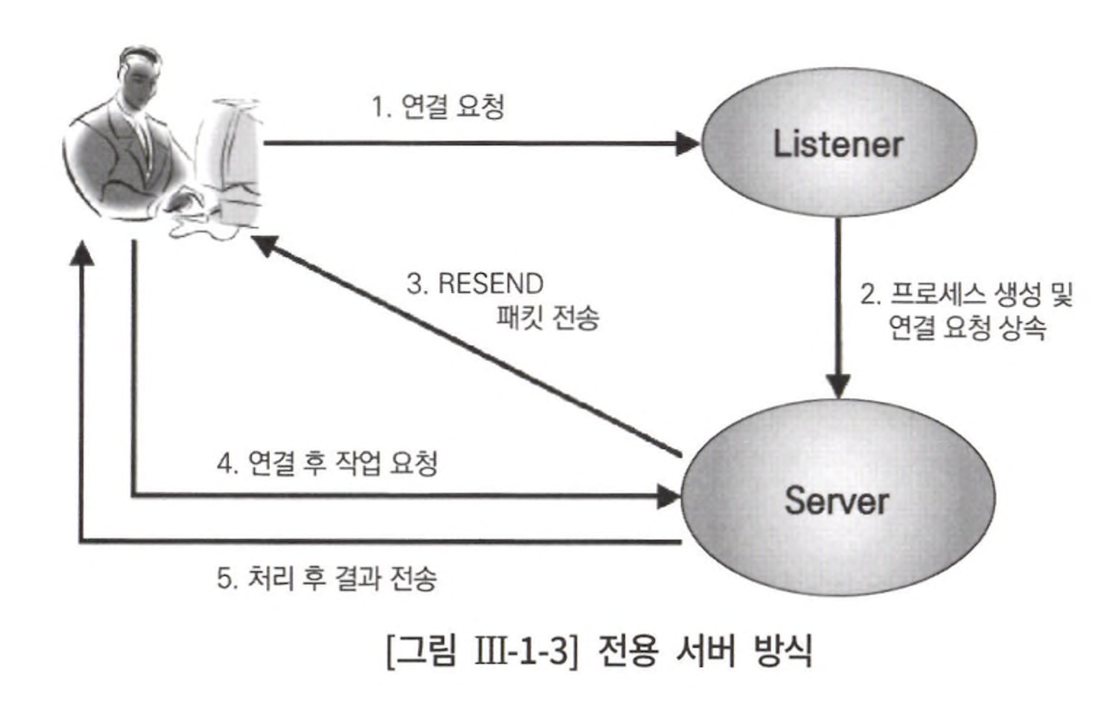 1. 연결 요청
Listener
3. RESEND
패킷 전송
2. 프로세스 생성 및
연결 요청 상속
4. 연결 후 작업 요청
Server
5. 처리 후 결과 전송
[그림 Ⅲ-1-3] 전용 서버 방식